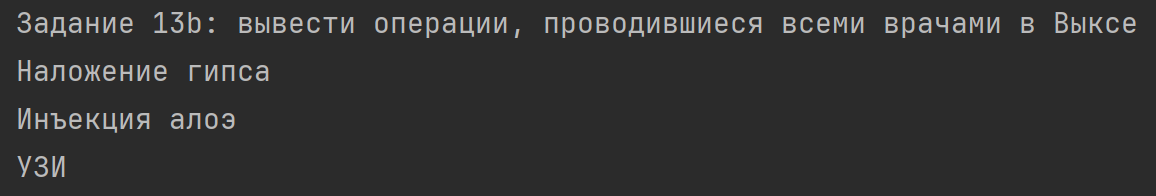 Задание 13b: вывести операции, проводившиеся всеми врачами в Выксе
Наложение гипса
Инъекция алоэ
УЗИ